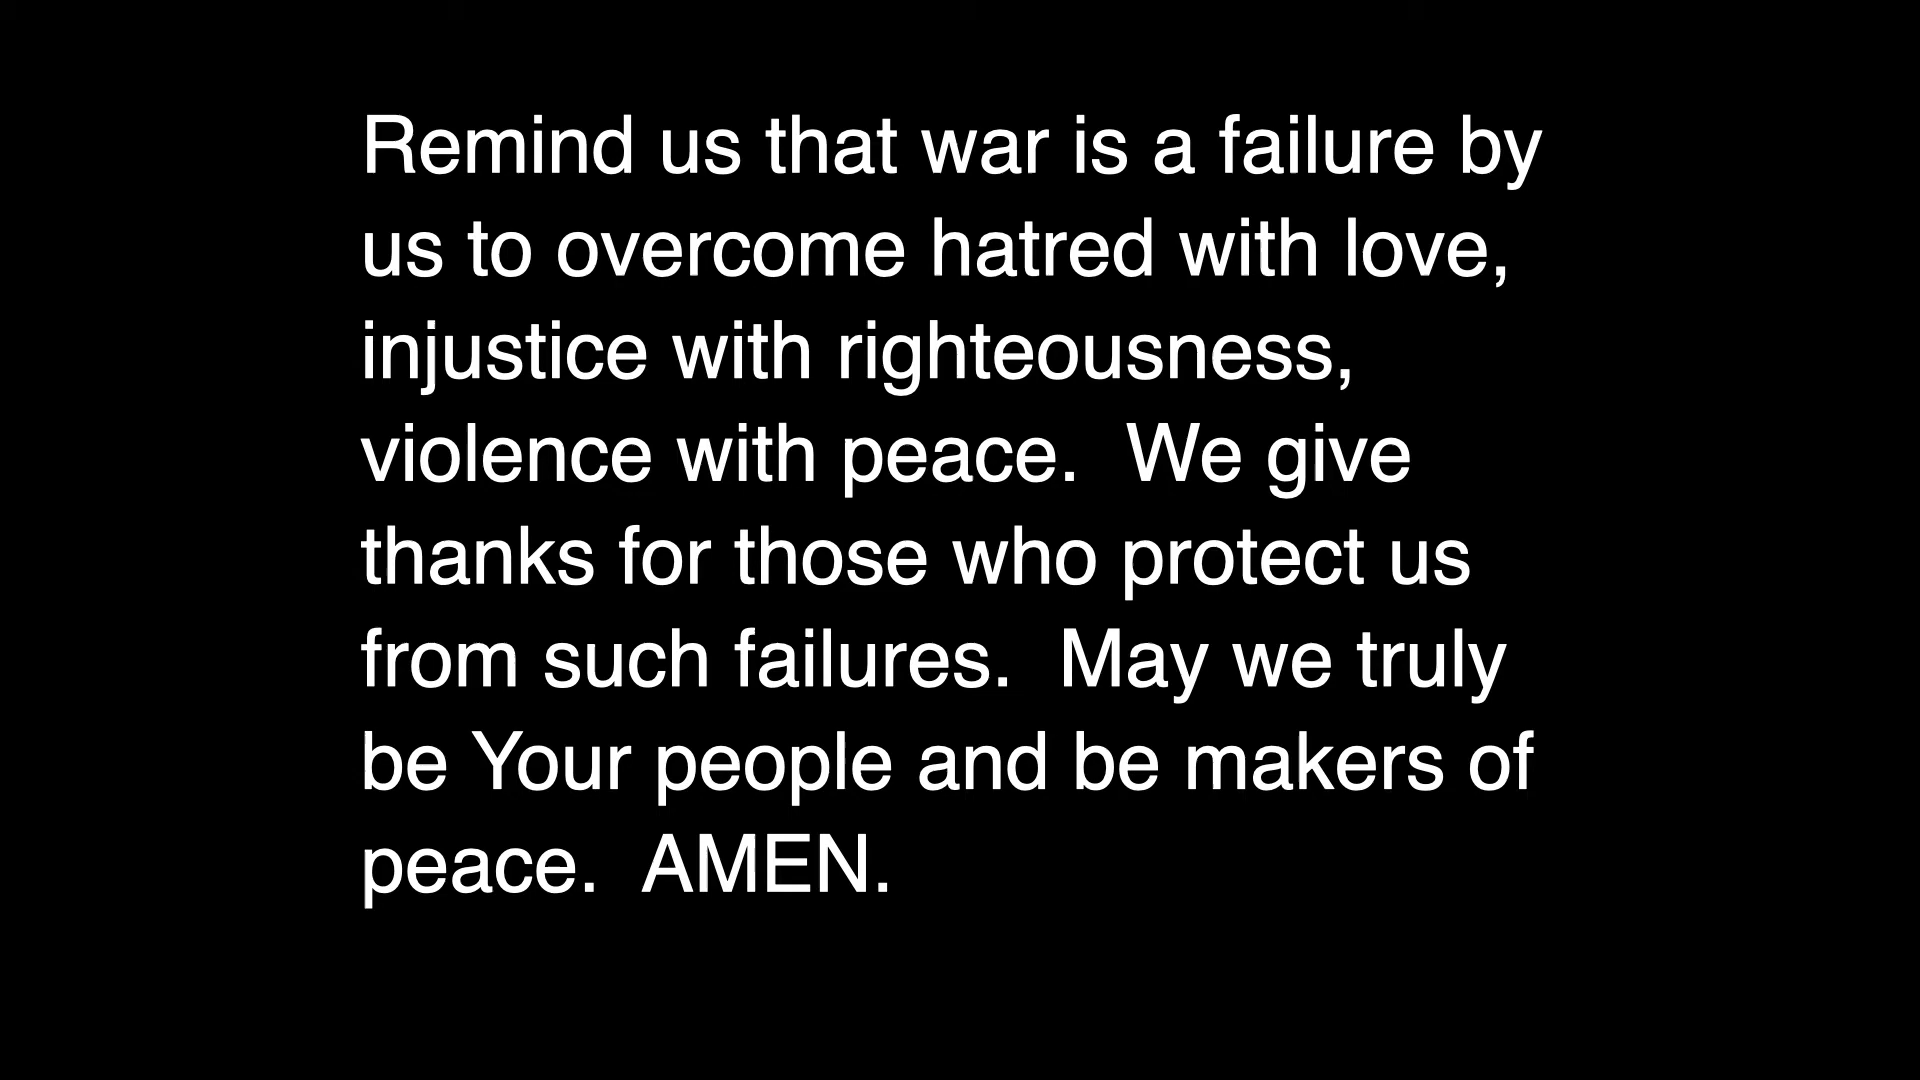 Remind us that war is a failure by
us to overcome hatred with love,
injustice with righteousness,
violence with peace.  We give
thanks for those who protect us
from such failures.  May we truly
be Your people and be makers of
peace.  AMEN.